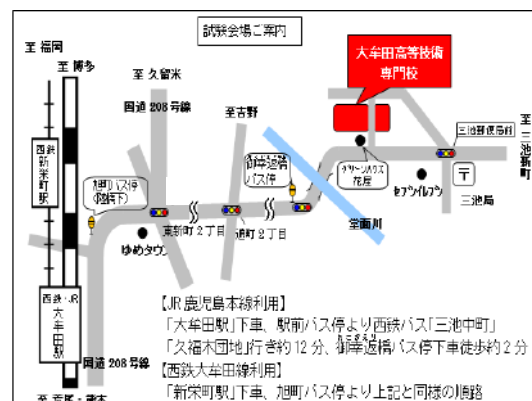 試験会場ご案内
至 福岡
至 博多
至 久留米
国道 208号線
至吉野
大牟田高等技術
専門校
至 三池新町
三池郵便局前
西鉄 新栄町駅
旭町バス停
(陸橋下)
御幸返橋
バス停
グリーンハウス
花屋
セブンイレブン
〒
三池局
ゆめタウン
東新町2丁目
通町2丁目
堂面川
西鉄・JR
大牟田駅
国道 208号線
【JR鹿児島本線利用】
「大牟田駅」下車、駅前バス停より西鉄バス「三池中町」
「久福木団地」行き約12分、御幸返橋バス停下車徒歩約2分
【西鉄大牟田線利用】
「新栄町駅」下車、旭町バス停より上記と同様の順路